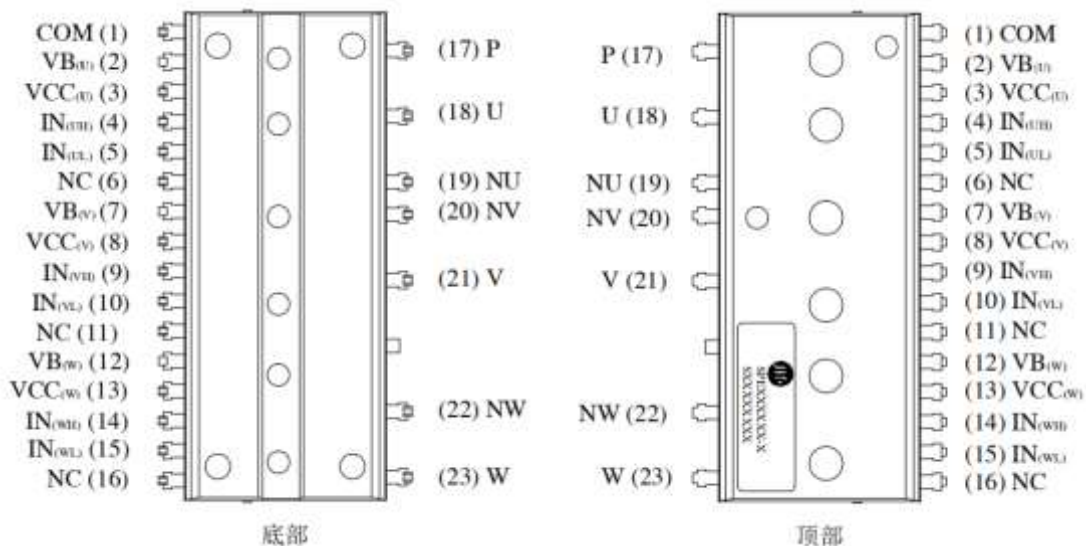 COM (1)
VB(U) (2)
VCC(U) (3)
IN(UH) (4)
IN(UL) (5)
NC (6)
VB(V) (7)
VCC(V) (8)
IN(VH) (9)
IN(VL) (10)
NC (11)
VB(W) (12)
VCC(W) (13)
IN(WH) (14)
IN(WL) (15)
NC (16)
(17) P
(18) U
(19) NU
(20) NV
(21) V
(22) NW
(23) W
底部
P (17)
U (18)
NU (19)
NV (20)
V (21)
NW (22)
W (23)
(1) COM
(2) VB(U)
(3) VCC(U)
(4) IN(UH)
(5) IN(UL)
(6) NC
(7) VB(V)
(8) VCC(V)
(9) IN(VH)
(10) IN(VL)
(11) NC
(12) VB(W)
(13) VCC(W)
(14) IN(WH)
(15) IN(WL)
(16) NC
顶部